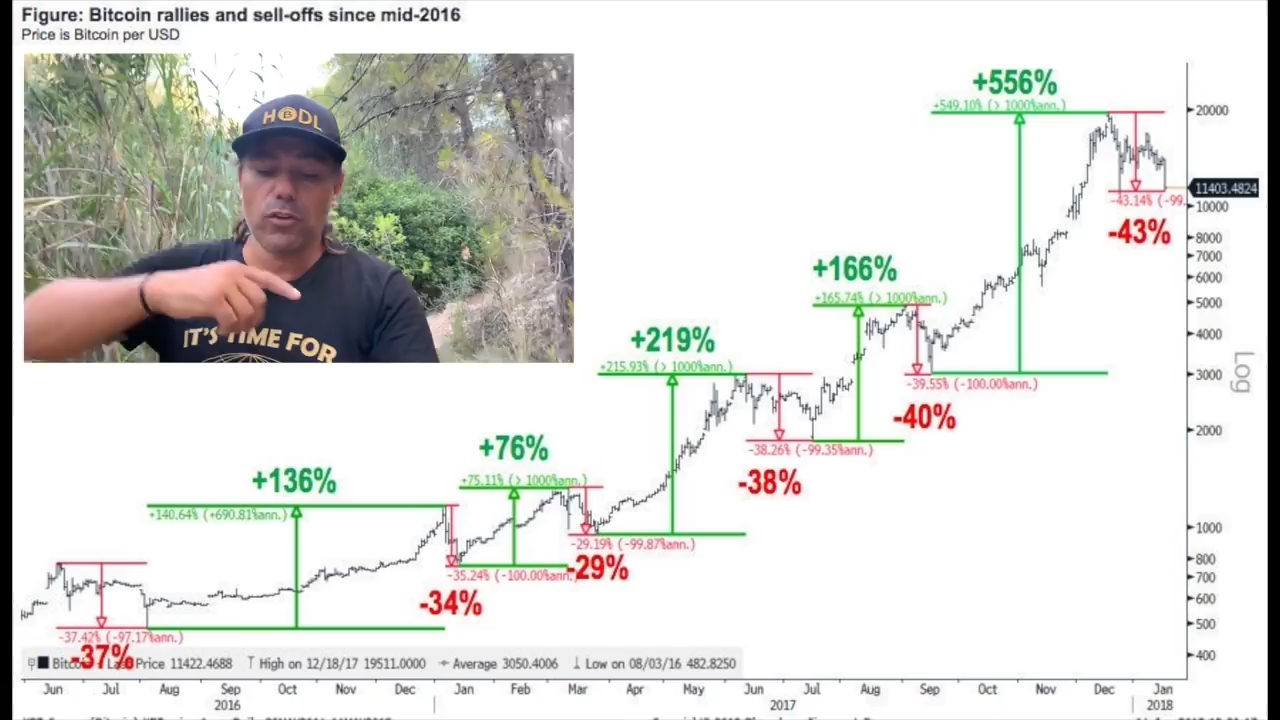 Figure: Bitcoin rallies and sell-offs since mid-2016
Price is Bitcoin per USD
HODL
IT'S TIME FOR
+556%
+549.10% (> 1000%ann.)
20000
11403.4824
-43.14% (-99.
10000
-43%
8000
7000
+166%
6000
+165.74% (> 1000%ann.)
5000
+219%
4000
+215.93% (> 1000%ann.)
3000
-39.55% (-100.00%ann.)
Log
-40%
2000
+76%
-38.26% (-99.35%ann.)
+136%
+75.11% (> 1000%ann.)
-38%
+140.64% (+690.81%ann.)
1000
-29.19% (-99.87%ann.)
800
-35.24% (-100.00%ann.
-29%
700
-34%
600
500
-37.42% (-97.17%ann.)
-37%
Last Price 11422.4688 High on 12/18/17 19511.0000 Average 3050.4006 Low on 08/03/16 482.8250
400
Jun Jul Aug Sep Oct Nov Dec Jan Feb Mar Apr May Jun Jul Aug Sep Oct Nov Dec Jan
2016 2017 2018